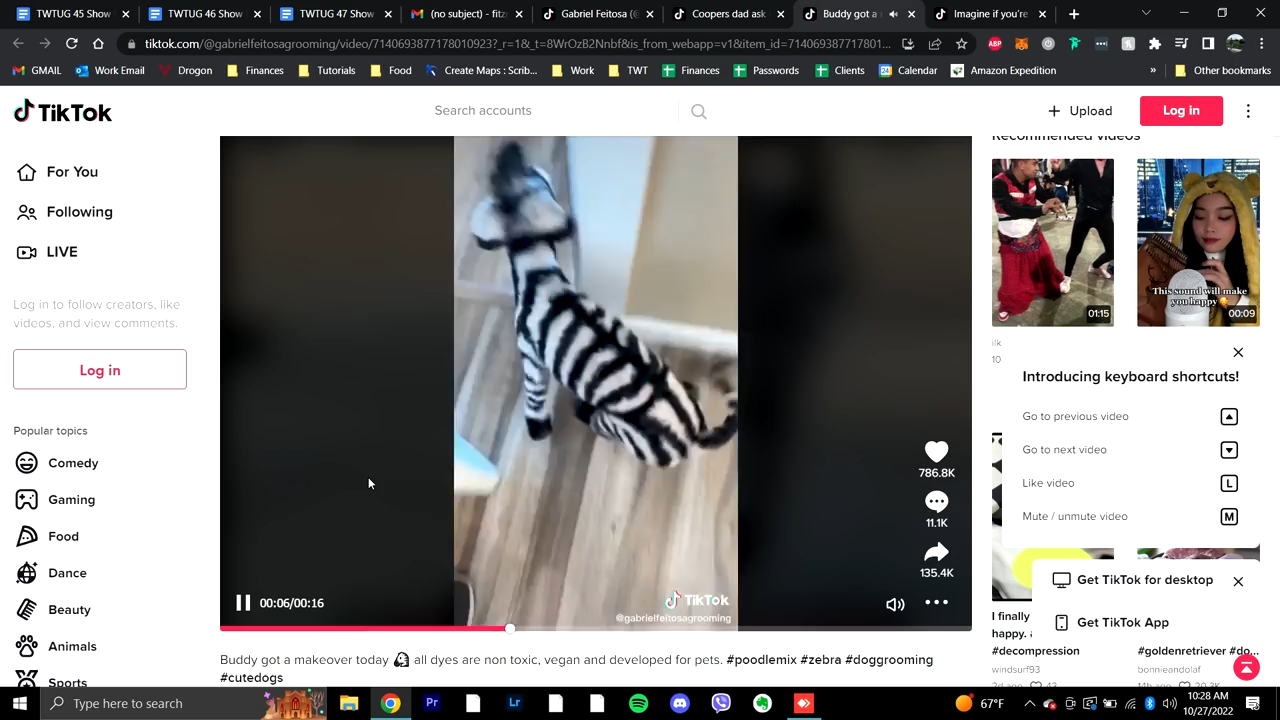 TWTUG 45 Show
TWTUG 46 Show
TWTUG 47 Show
(no subject) - fitz
Gabriel Feitosa (@
Coopers dad ask
Buddy got a
Imagine if you're
tiktok.com/@gabrielfeitosagrooming/video/7140693877178010923?_r=1&_t=8WrOzB2Nnbf&is_from_webapp=v1&item_id=714069387717801...
GMAIL
Work Email
Drogon
Finances
Tutorials
Food
Create Maps : Scrib...
Work
TWT
Finances
Passwords
Clients
Calendar
Amazon Expedition
»
Other bookmarks
TikTok
Search accounts
Upload
Log in
For You
Following
LIVE
Log in to follow creators, like
videos, and view comments.
Log in
Popular topics
Comedy
Gaming
Food
Dance
Beauty
Animals
Sports
786.8K
11.1K
135.4K
00:06/00:16
TikTok
@gabrielfeitosagrooming
Buddy got a makeover today all dyes are non toxic, vegan and developed for pets. #poodlemix #zebra #doggrooming
#cutedogs
Recommended videos
01:15
This sound will make
you happy
00:09
Introducing keyboard shortcuts!
Go to previous video
Go to next video
Like video
L
Mute / unmute video
M
Get TikTok for desktop
Get TikTok App
I finally
happy.
#decompression
windsurf93
2d ago 43
#goldenretriever #do...
bonnieandolaf
14h ago
Type here to search
67°F
10:28 AM
10/27/2022